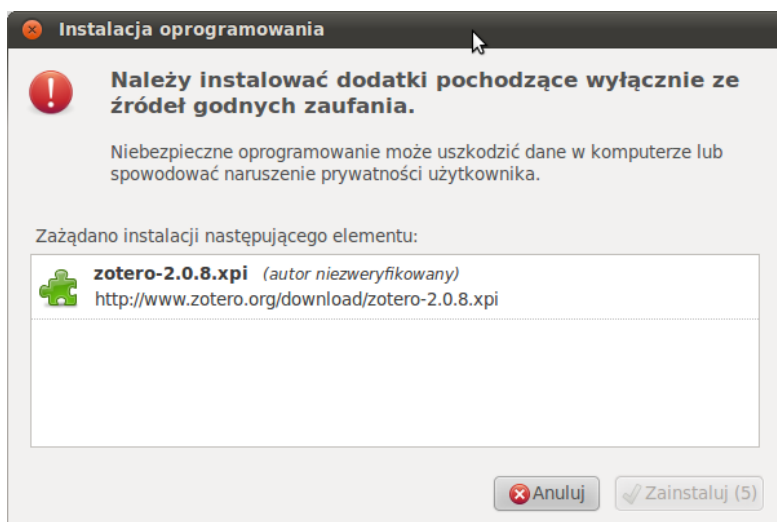 Instalacja oprogramowania
Należy instalować dodatki pochodzące wyłącznie ze
źródeł godnych zaufania.
Niebezpieczne oprogramowanie może uszkodzić dane w komputerze lub
spowodować naruszenie prywatności użytkownika.
Zażądano instalacji następującego elementu:
zotero-2.0.8.xpi (autor niezweryfikowany)
http://www.zotero.org/download/zotero-2.0.8.xpi
Anuluj Zainstaluj (5)